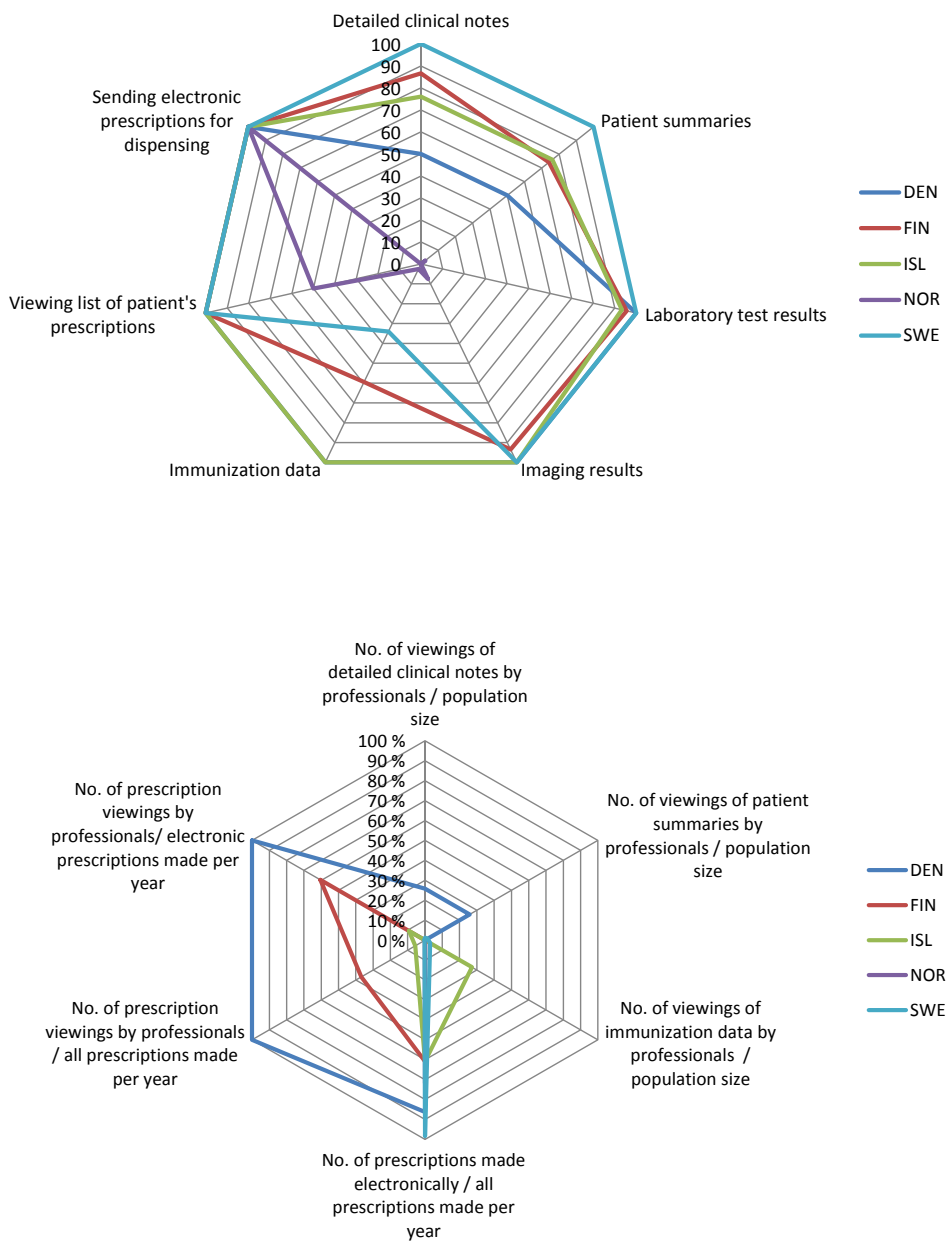 Detailed clinical notes
100
90
80
70
60
50
40
30
20
10
0
Sending electronic
prescriptions for
dispensing
Patient summaries
Viewing list of patient's
prescriptions
Laboratory test results
Immunization data
Imaging results
DEN
FIN
ISL
NOR
SWE
No. of viewings of
detailed clinical notes by
professionals / population
size
100 %
90 %
80 %
70 %
60 %
50 %
40 %
30 %
20 %
10 %
0 %
No. of prescription
viewings by
professionals/ electronic
prescriptions made per
year
No. of viewings of patient
summaries by
professionals / population
size
No. of prescription
viewings by professionals
/ all prescriptions made
per year
No. of viewings of
immunization data by
professionals /
population size
No. of prescriptions made
electronically / all
prescriptions made per
year
DEN
FIN
ISL
NOR
SWE